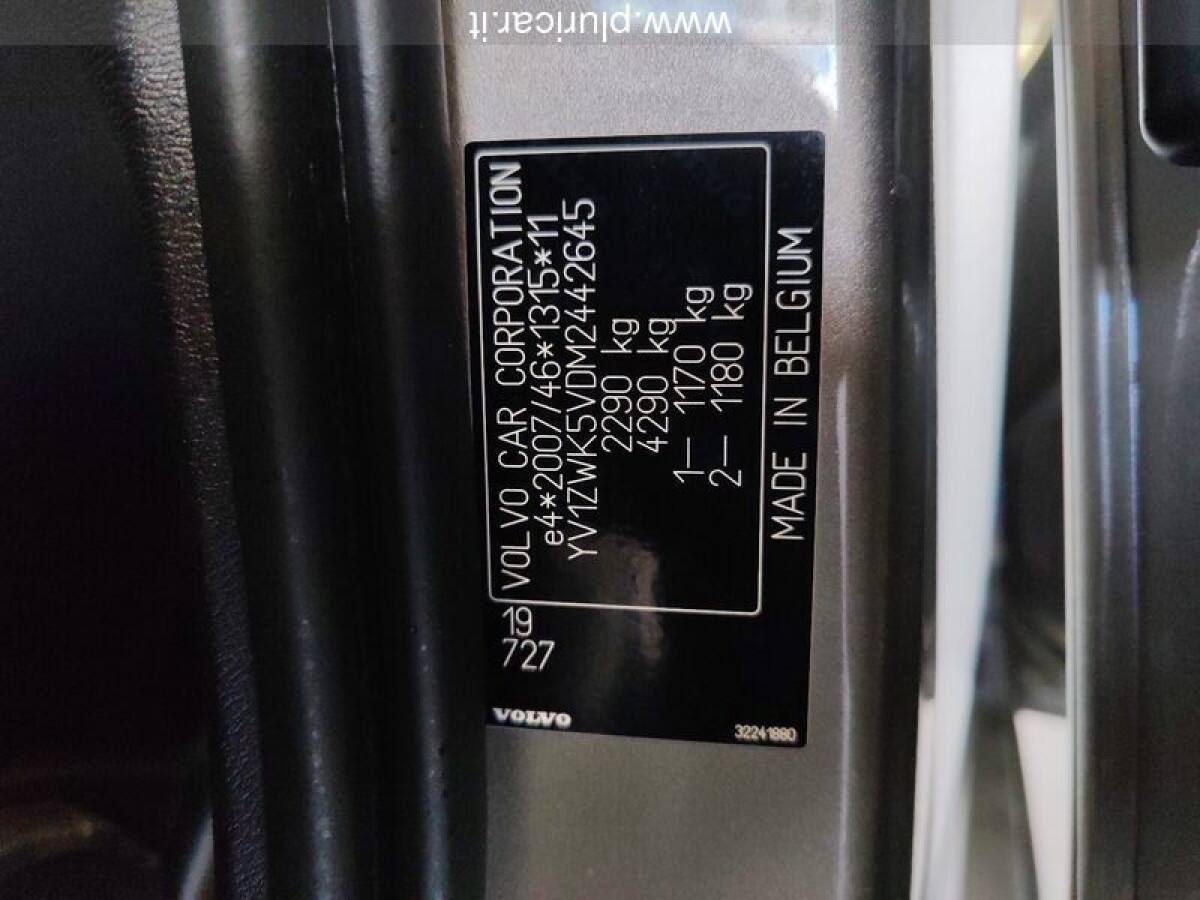 www.pluricar.it
VOLVO CAR CORPORATION
e4*2007/46*1315*11
YV1ZWK5VDM2442645
2290 kg
4290 kg
1— 1170 kg
2— 1180 kg
MADE IN BELGIUM
19
727
VOLVO
32241880